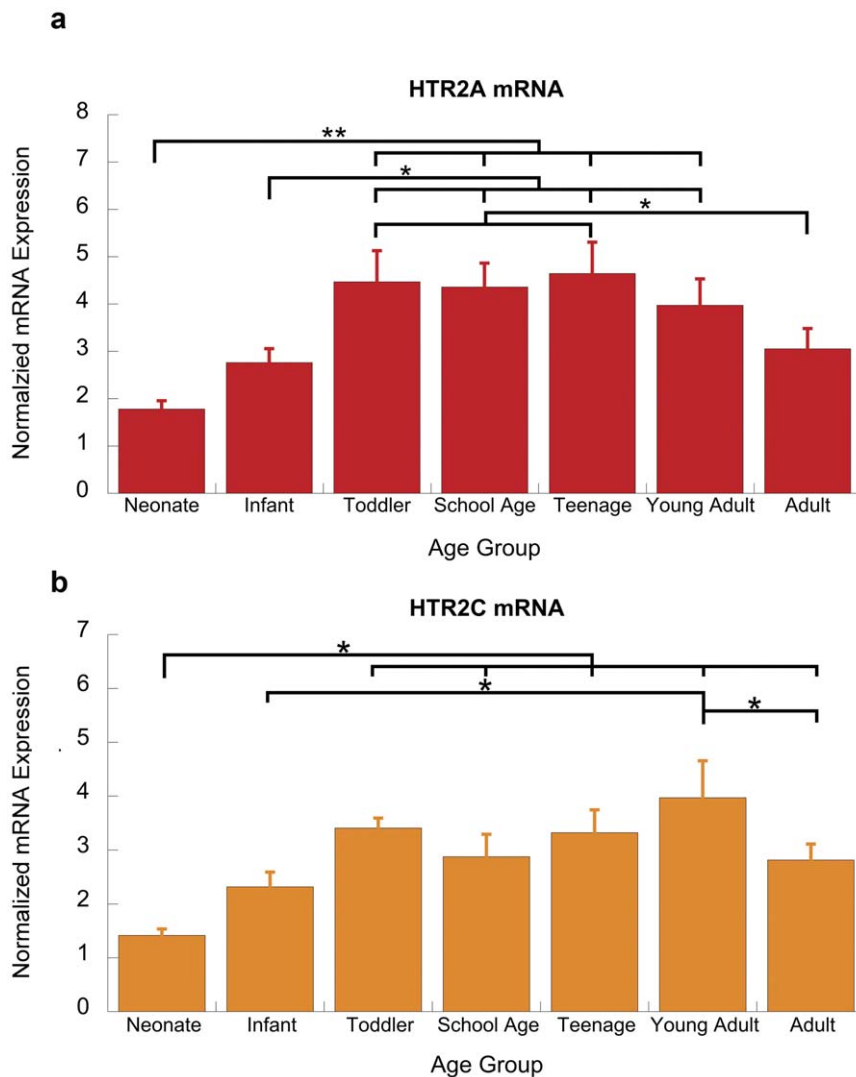 a
HTR2A mRNA
Normalzied mRNA Expression
8
7
6
5
4
3
2
1
0
**
*
*
Neonate Infant Toddler School Age Teenage Young Adult Adult
Age Group
b
HTR2C mRNA
Normalized mRNA Expression
7
6
5
4
3
2
1
0
*
*
*
Neonate Infant Toddler School Age Teenage Young Adult Adult
Age Group